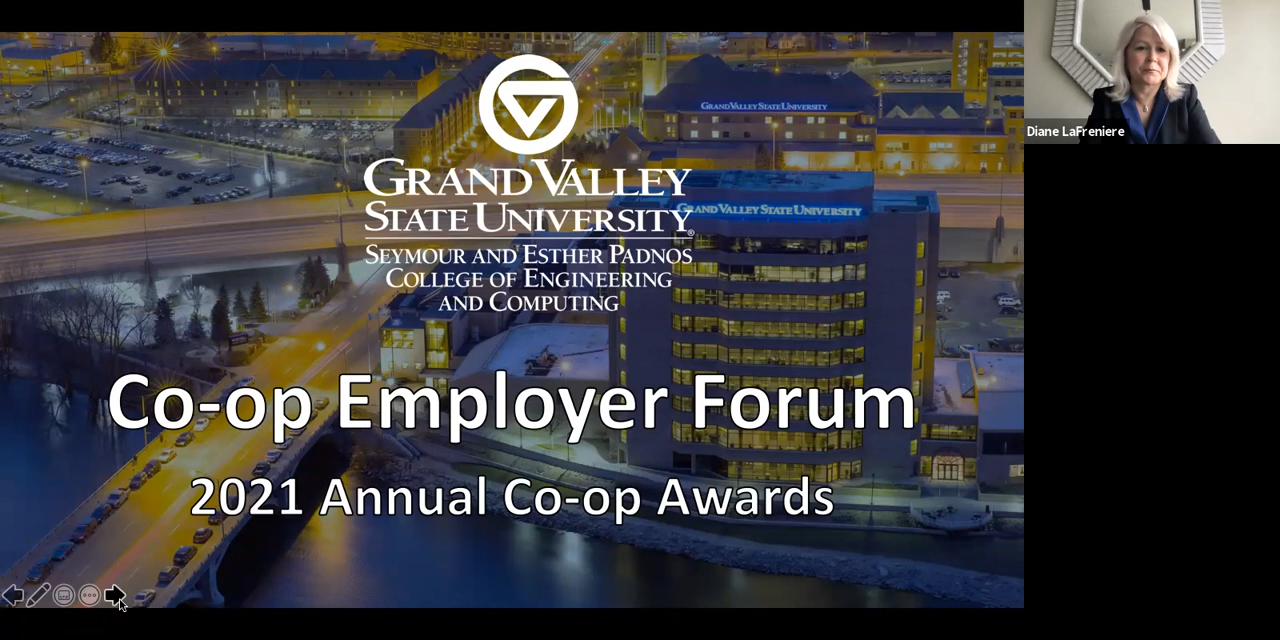 GRAND VALLEY
STATE UNIVERSITY®
SEYMOUR AND ESTHER PADNOS
COLLEGE OF ENGINEERING
AND COMPUTING
GRAND VALLEY STATE UNIVERSITY
GRAND VALLEY STATE UNIVERSITY
Co-op Employer Forum
2021 Annual Co-op Awards
Diane LaFreniere